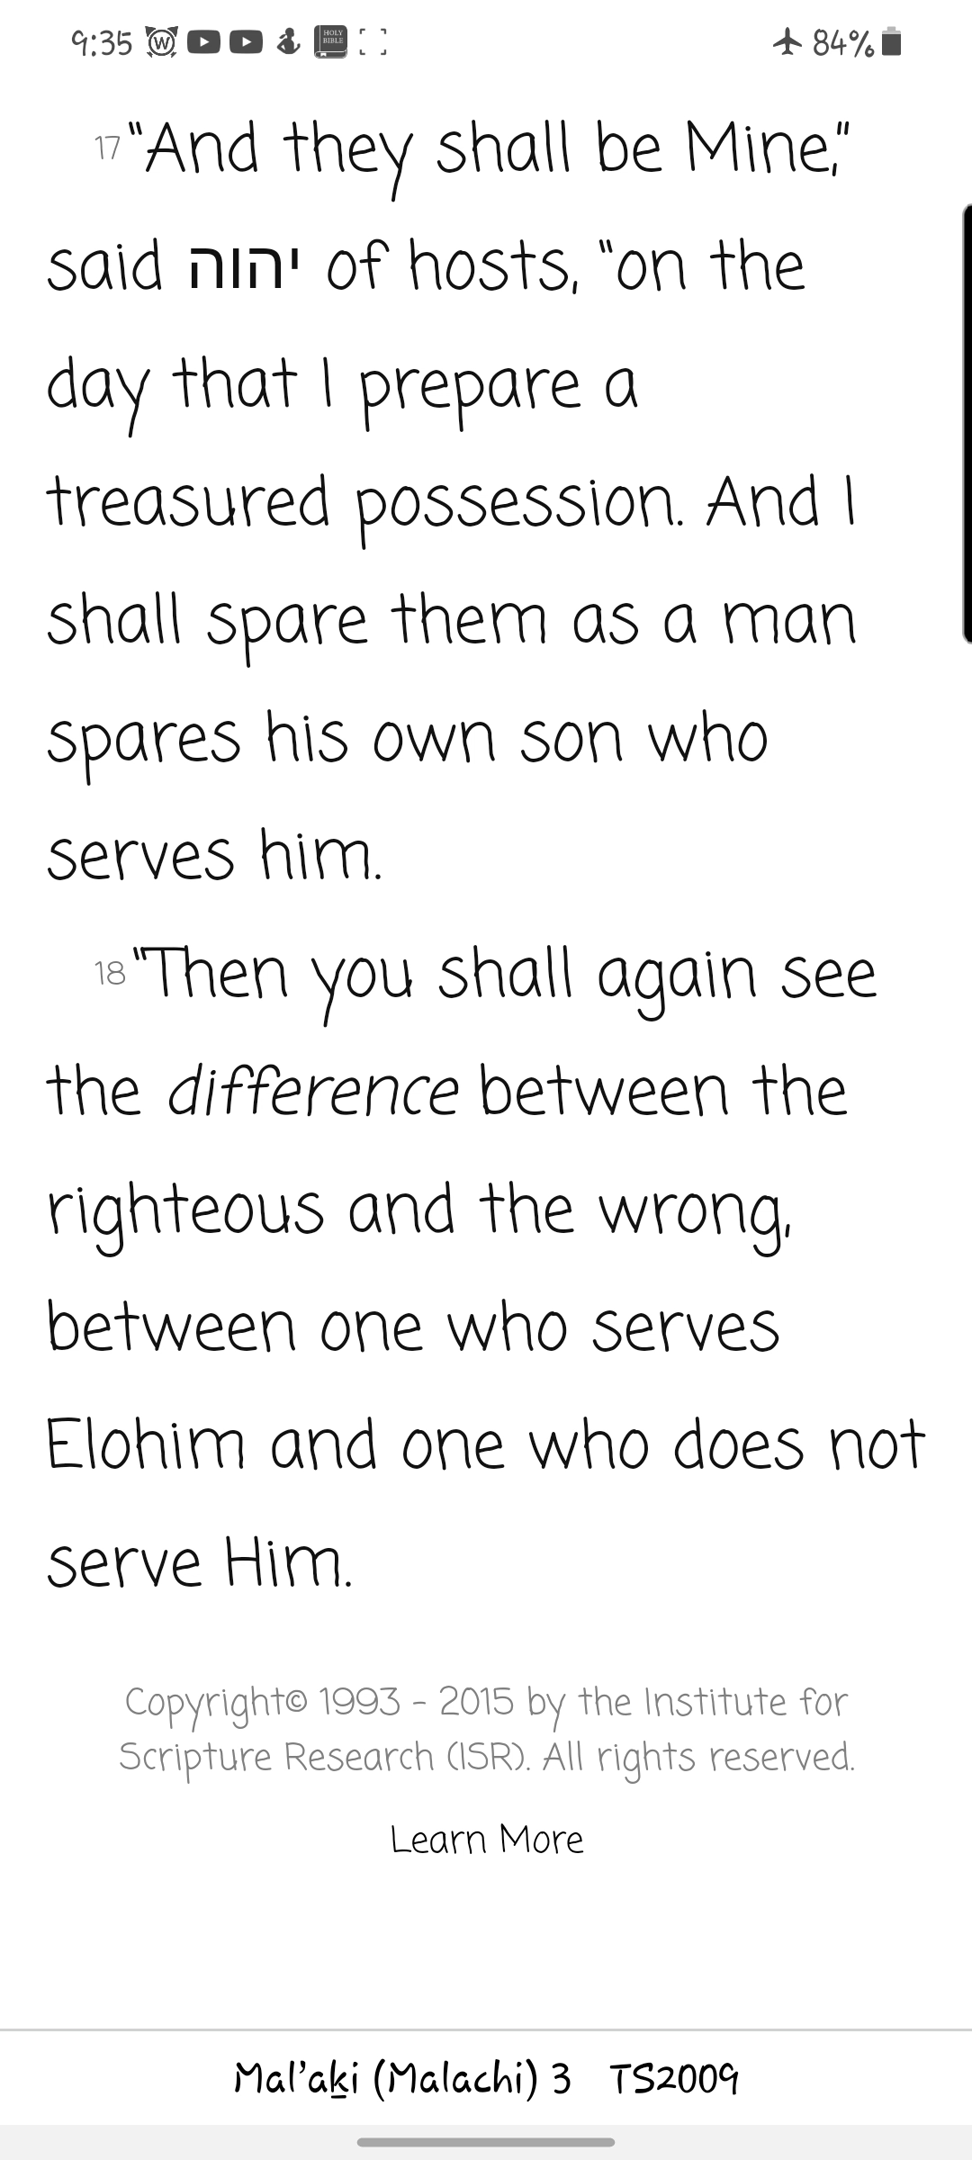 9:35 W HOLY BIBLE 84%
17 "And they shall be Mine,"
said יהוה of hosts, "on the
day that I prepare a
treasured possession. And I
shall spare them as a man
spares his own son who
serves him.
18 "Then you shall again see
the difference between the
righteous and the wrong,
between one who serves
Elohim and one who does not
serve Him.
Copyright© 1993 - 2015 by the Institute for
Scripture Research (ISR). All rights reserved.
Learn More
Mal’aḵi (Malachi) 3 TS2009